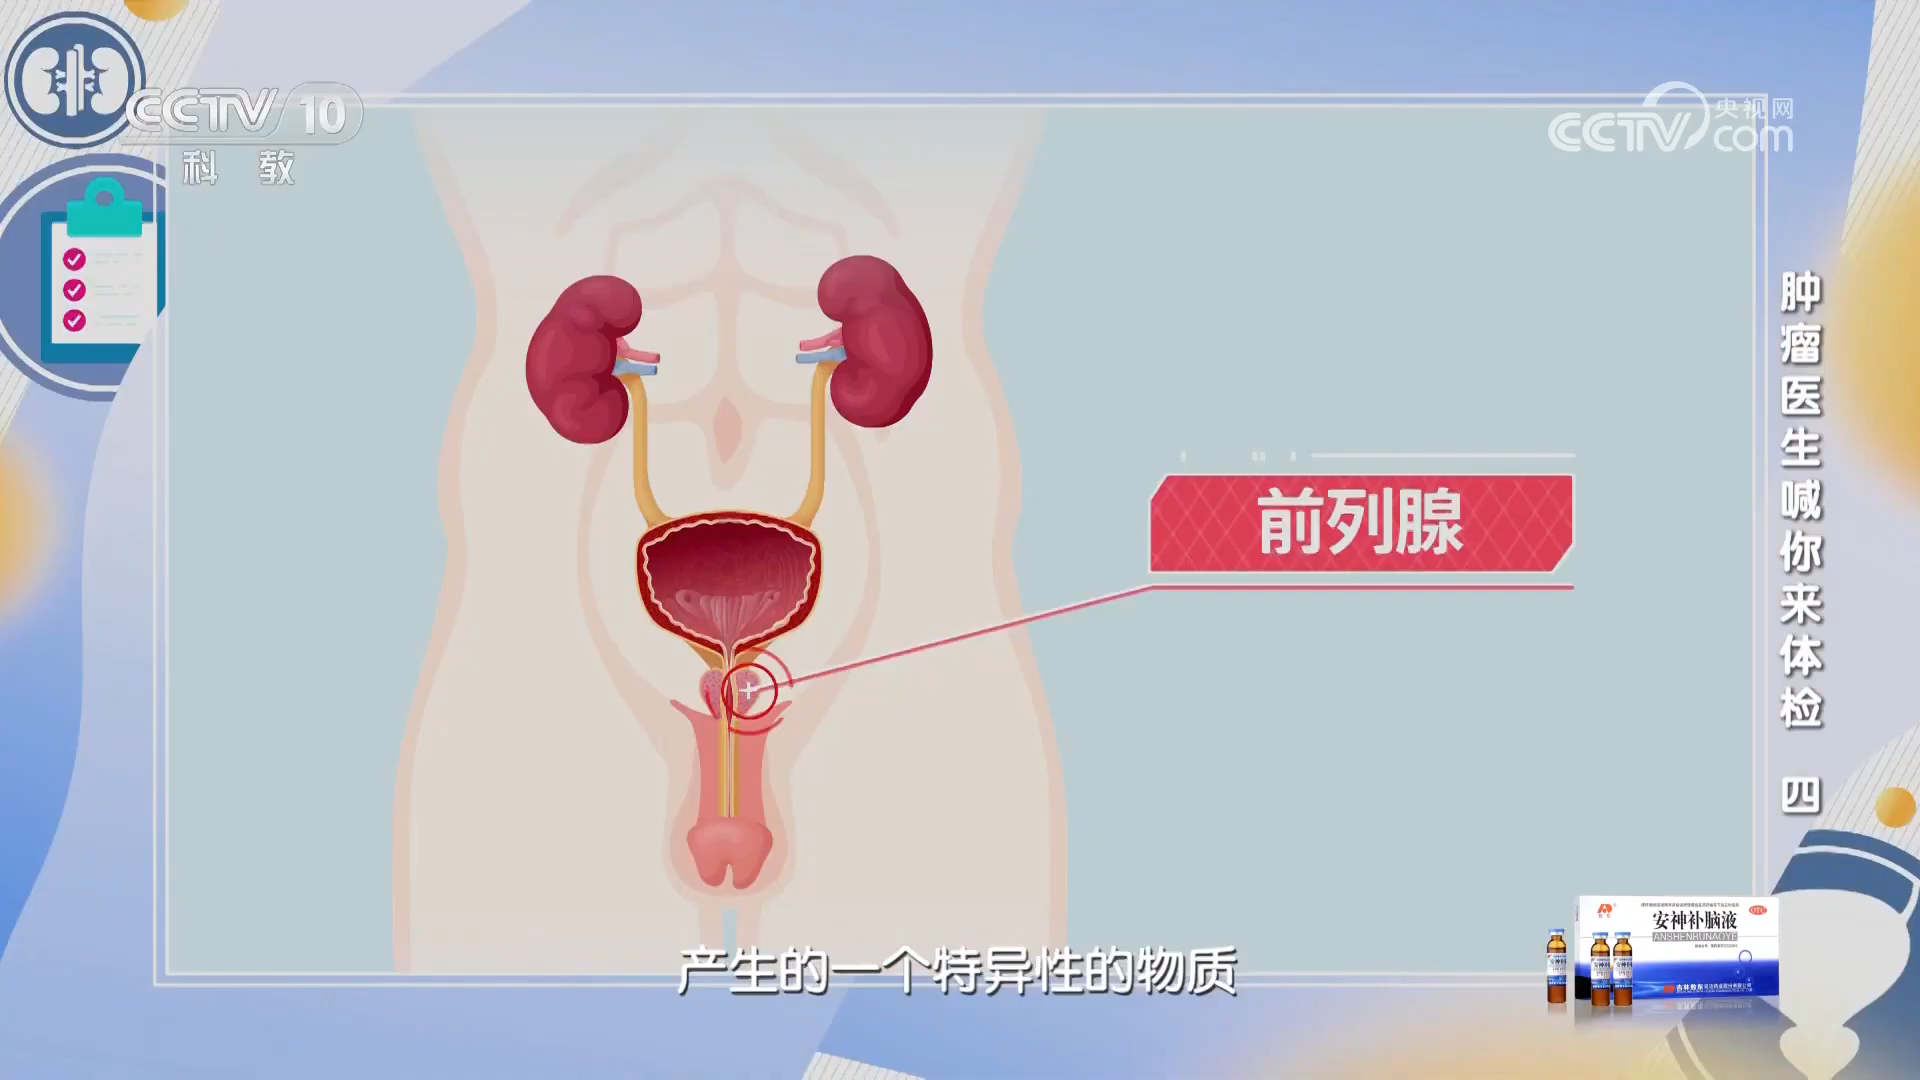 CCTV 10
科 教
央视网
CCTV.com
前列腺
肿瘤医生喊你来体检 四
产生的一个特异性的物质
安神补脑液
ANSHENBUNAOYE
OTC